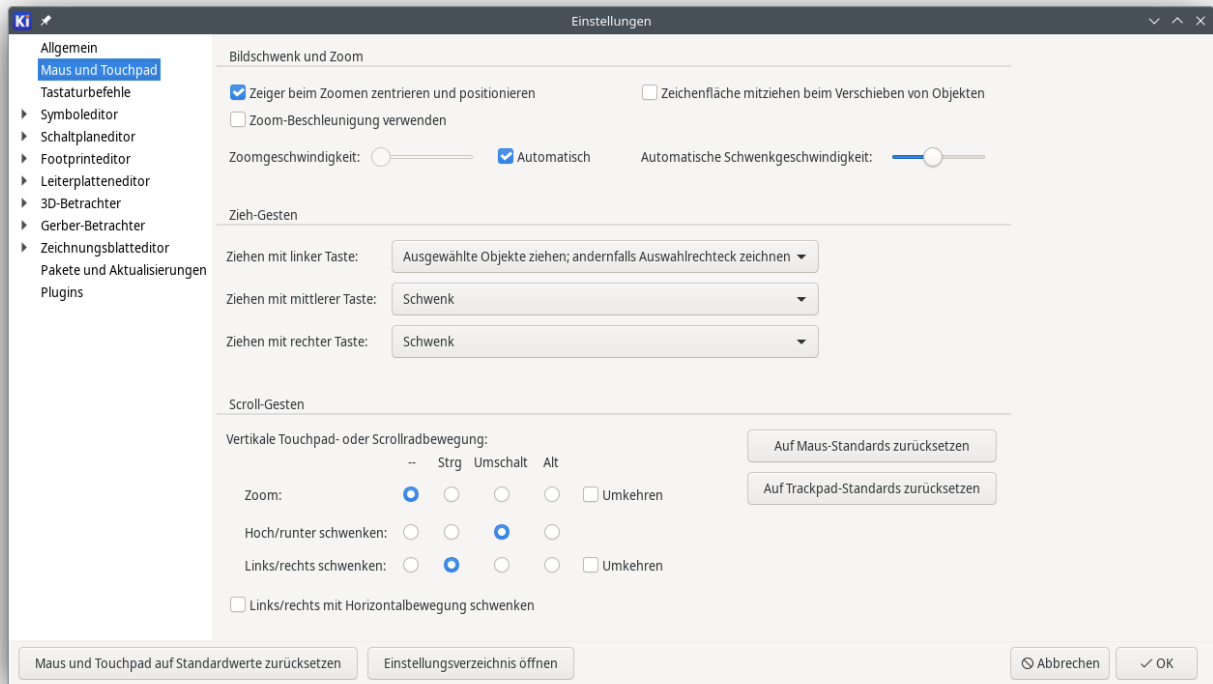 Ki
Einstellungen
Allgemein
Maus und Touchpad
Tastaturbefehle
Symboleditor
Schaltplaneditor
Footprinteditor
Leiterplatteneditor
3D-Betrachter
Gerber-Betrachter
Zeichnungsblatteditor
Pakete und Aktualisierungen
Plugins
Bildschwenk und Zoom
Zeiger beim Zoomen zentrieren und positionieren
Zeichenfläche mitziehen beim Verschieben von Objekten
Zoom-Beschleunigung verwenden
Zoomgeschwindigkeit: Automatisch Automatische Schwenkgeschwindigkeit:
Zieh-Gesten
Ziehen mit linker Taste: Ausgewählte Objekte ziehen; andernfalls Auswahlrechteck zeichnen
Ziehen mit mittlerer Taste: Schwenk
Ziehen mit rechter Taste: Schwenk
Scroll-Gesten
Vertikale Touchpad- oder Scrollradbewegung:
-- Strg Umschalt Alt
Zoom: Umkehren
Hoch/runter schwenken:
Links/rechts schwenken: Umkehren
Links/rechts mit Horizontalbewegung schwenken
Auf Maus-Standards zurücksetzen
Auf Trackpad-Standards zurücksetzen
Maus und Touchpad auf Standardwerte zurücksetzen
Einstellungsverzeichnis öffnen
Abbrechen
OK